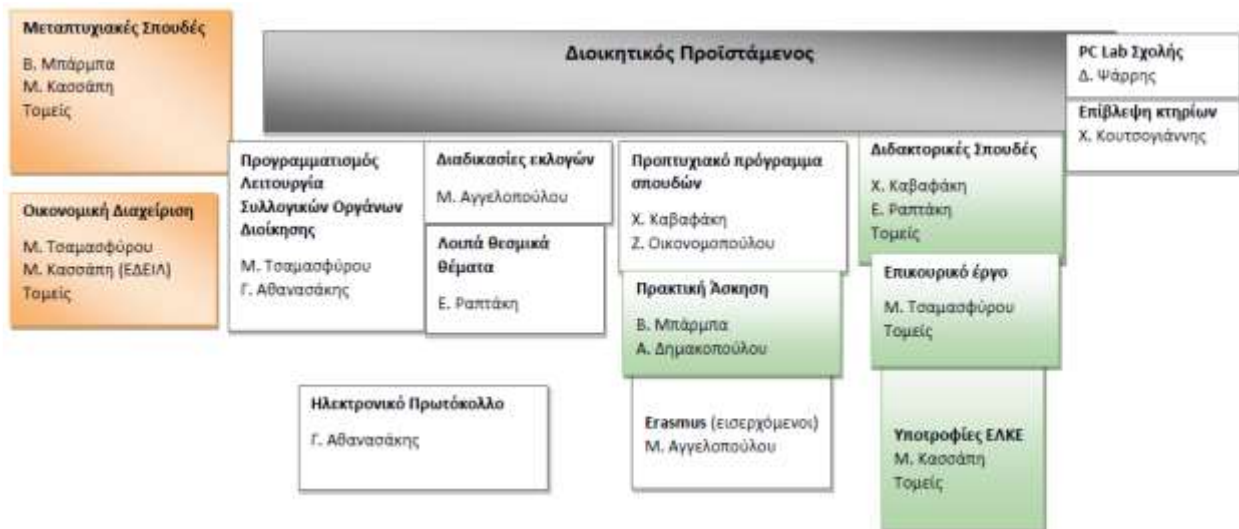 Μεταπτυχιακές Σπουδές
Β. Μπάρμπα
Μ. Κασσάπη
Τομείς
Οικονομική Διαχείριση
Μ. Τσαμασφύρου
Μ. Κασσάπη (ΕΔΕΙΛ)
Τομείς
Διοικητικός Προϊστάμενος
Προγραμματισμός
Λειτουργία
Συλλογικών Οργάνων
Διοίκησης
Μ. Τσαμασφύρου
Γ. Αθανασάκης
Διαδικασίες εκλογών
Μ. Αγγελοπούλου
Λοιπά θεσμικά
θέματα
Ε. Ραπτάκη
Ηλεκτρονικό Πρωτόκολλο
Γ. Αθανασάκης
Προπτυχιακό πρόγραμμα
σπουδών
Χ. Καβαφάκη
Ζ. Οικονομοπούλου
Πρακτική Άσκηση
Β. Μπάρμπα
Α. Δημακοπούλου
Erasmus (εισερχόμενοι)
Μ. Αγγελοπούλου
Διδακτορικές Σπουδές
Χ. Καβαφάκη
Ε. Ραπτάκη
Τομείς
Επικουρικό έργο
Μ. Τσαμασφύρου
Τομείς
Υποτροφίες ΕΛΚΕ
Μ. Κασσάπη
Τομείς
PC Lab Σχολής
Δ. Ψάρρης
Επίβλεψη κτηρίων
Χ. Κουτσογιάννης